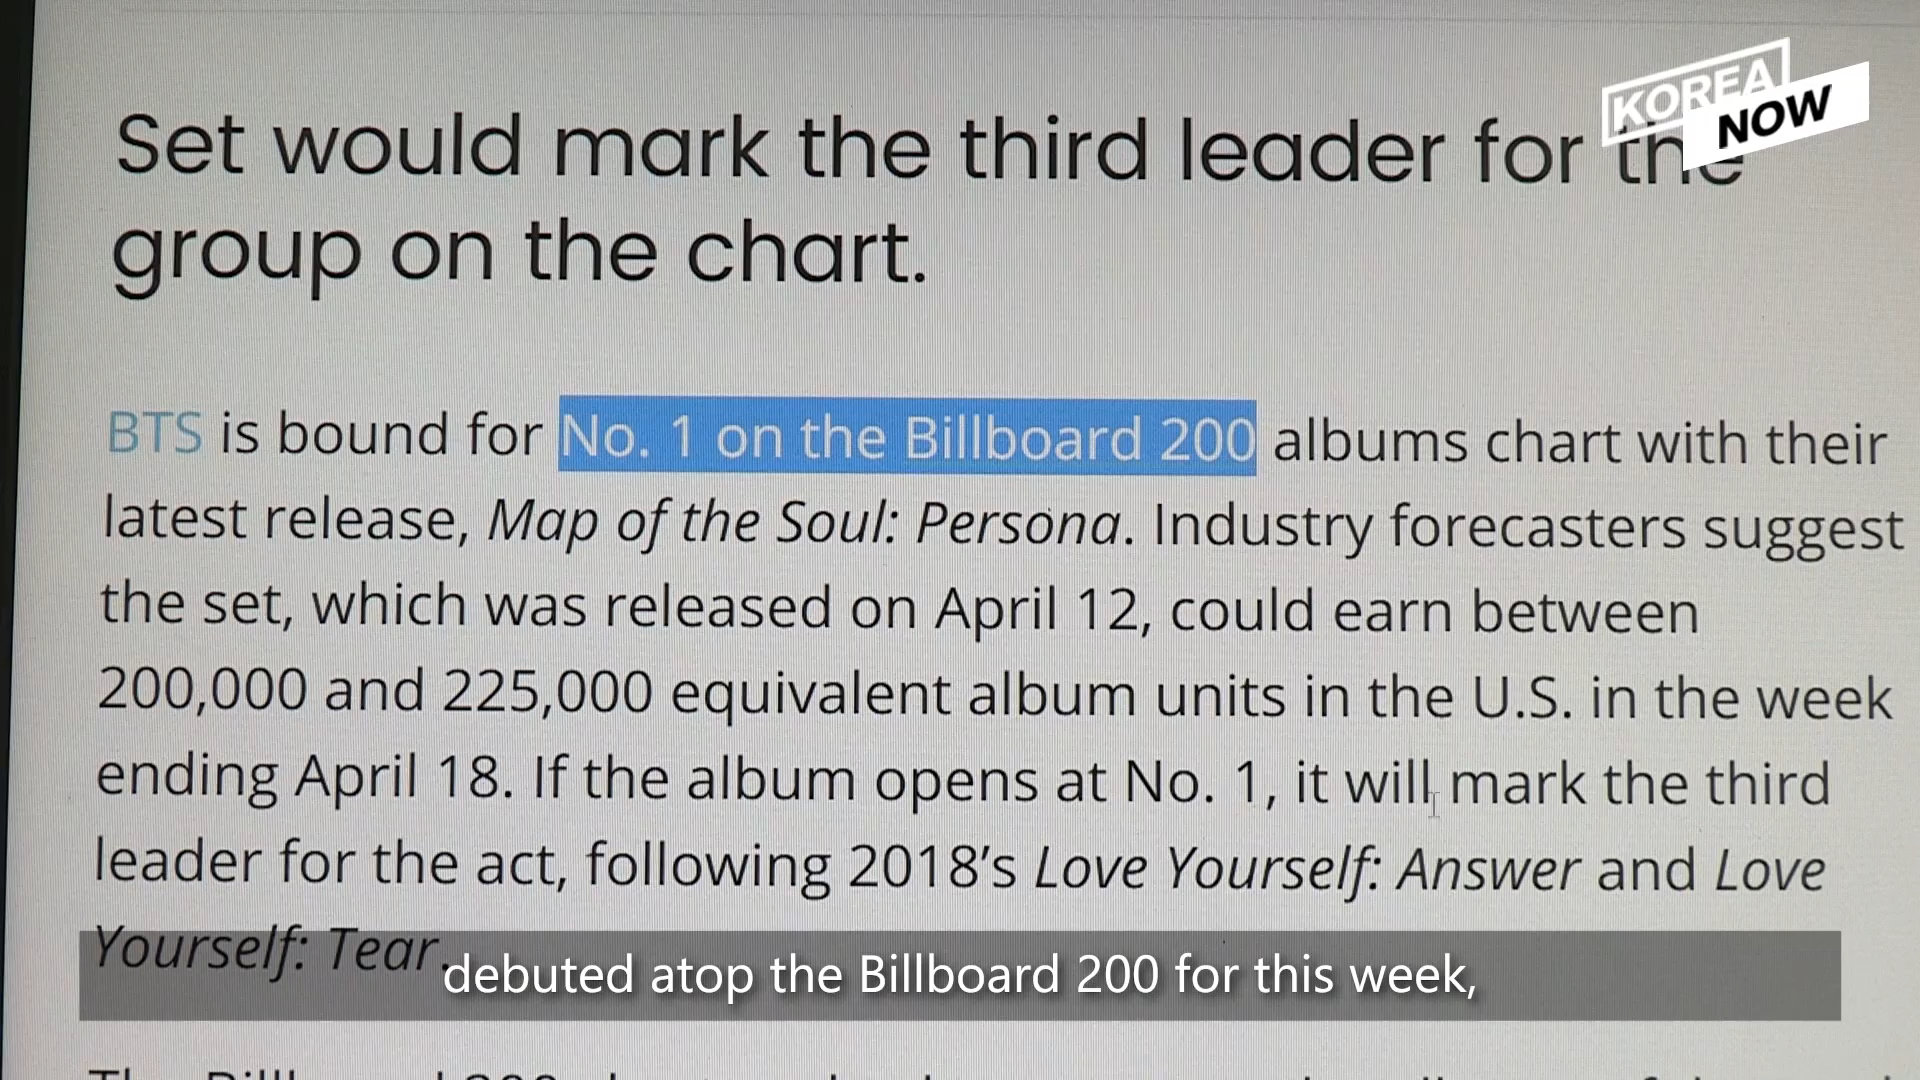 KOREA
NOW
Set would mark the third leader for the
group on the chart.
BTS is bound for No. 1 on the Billboard 200 albums chart with their
latest release, Map of the Soul: Persona. Industry forecasters suggest
the set, which was released on April 12, could earn between
200,000 and 225,000 equivalent album units in the U.S. in the week
ending April 18. If the album opens at No. 1, it will mark the third
leader for the act, following 2018’s Love Yourself: Answer and Love
Yourself: Tear.
debuted atop the Billboard 200 for this week,